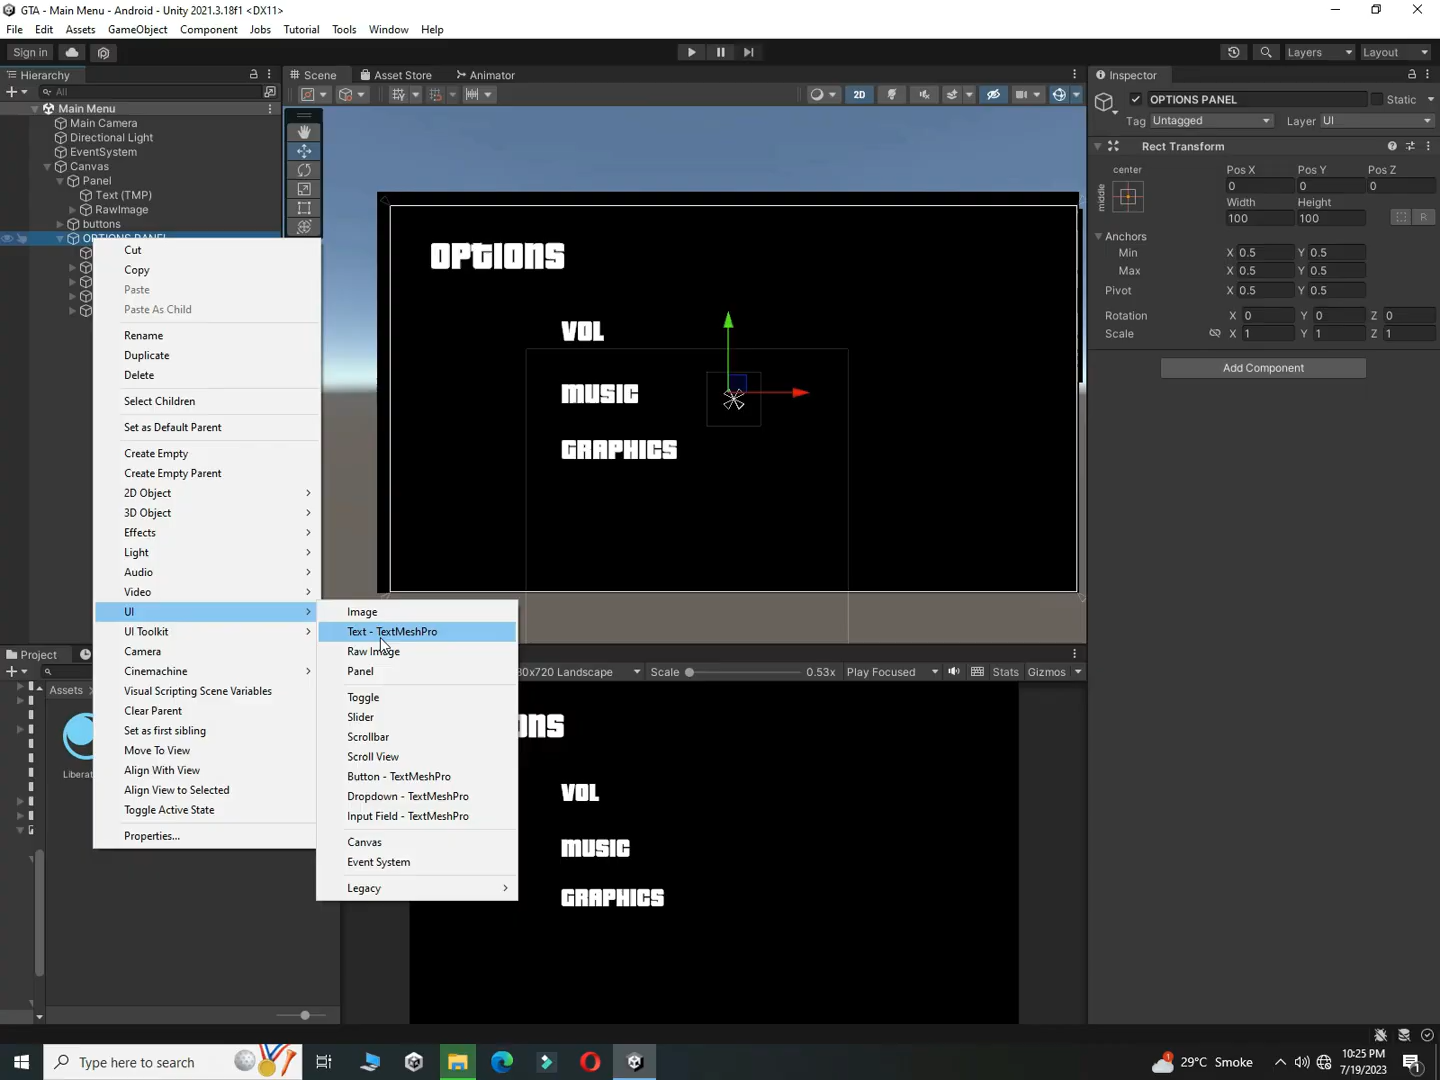 GTA - Main Menu - Android - Unity 2021.3.18f1 <DX11>
File Edit Assets GameObject Component Jobs Tutorial Tools Window Help
Sign in
Layers
Layout
Hierarchy
All
Main Menu
Main Camera
Directional Light
EventSystem
Canvas
Panel
Text (TMP)
RawImage
buttons
OPTIONS PANEL
Cut
Copy
Paste
Paste As Child
Rename
Duplicate
Delete
Select Children
Set as Default Parent
Create Empty
Create Empty Parent
2D Object
3D Object
Effects
Light
Audio
Video
UI
UI Toolkit
Camera
Cinemachine
Visual Scripting Scene Variables
Clear Parent
Set as first sibling
Move To View
Align With View
Align View to Selected
Toggle Active State
Properties...
Image
Text - TextMeshPro
Raw Image
Panel
Toggle
Slider
Scrollbar
Scroll View
Button - TextMeshPro
Dropdown - TextMeshPro
Input Field - TextMeshPro
Canvas
Event System
Legacy
Scene
Asset Store
Animator
2D
OPTIONS
VOL
MUSIC
GRAPHICS
Project
Assets
Liberat
0x720 Landscape
Scale
0.53x
Play Focused
Stats
Gizmos
ONS
VOL
MUSIC
GRAPHICS
Inspector
OPTIONS PANEL
Static
Tag Untagged
Layer UI
Rect Transform
center
middle
Pos X Pos Y Pos Z
0 0 0
Width Height
100 100
R
Anchors
Min X 0.5 Y 0.5
Max X 0.5 Y 0.5
Pivot X 0.5 Y 0.5
Rotation X 0 Y 0 Z 0
Scale X 1 Y 1 Z 1
Add Component
Type here to search
29°C Smoke
10:25 PM
7/19/2023